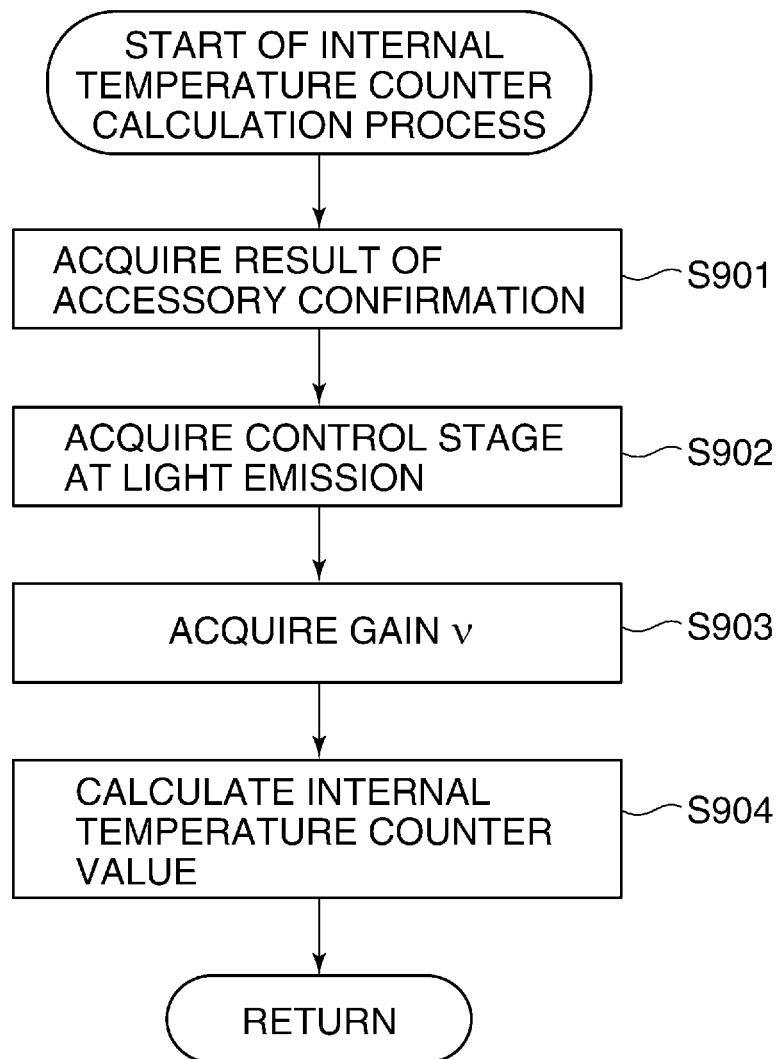 START OF INTERNAL
TEMPERATURE COUNTER
CALCULATION PROCESS
ACQUIRE RESULT OF
ACCESSORY CONFIRMATION
S901
ACQUIRE CONTROL STAGE
AT LIGHT EMISSION
S902
ACQUIRE GAIN ν
S903
CALCULATE INTERNAL
TEMPERATURE COUNTER
VALUE
S904
RETURN